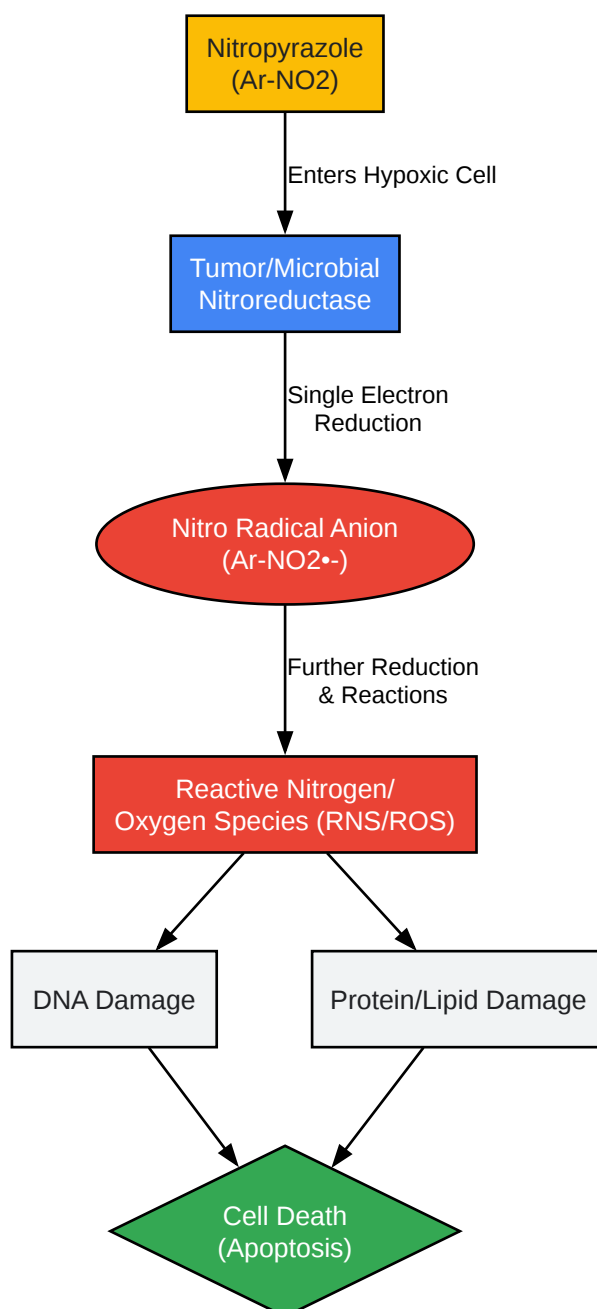 Nitropyrazole
(Ar-NO2)
Enters Hypoxic Cell
Tumor/Microbial
Nitroreductase
Single Electron
Reduction
Nitro Radical Anion
(Ar-NO2•-)
Further Reduction
& Reactions
Reactive Nitrogen/
Oxygen Species (RNS/ROS)
DNA Damage
Protein/Lipid Damage
Cell Death
(Apoptosis)